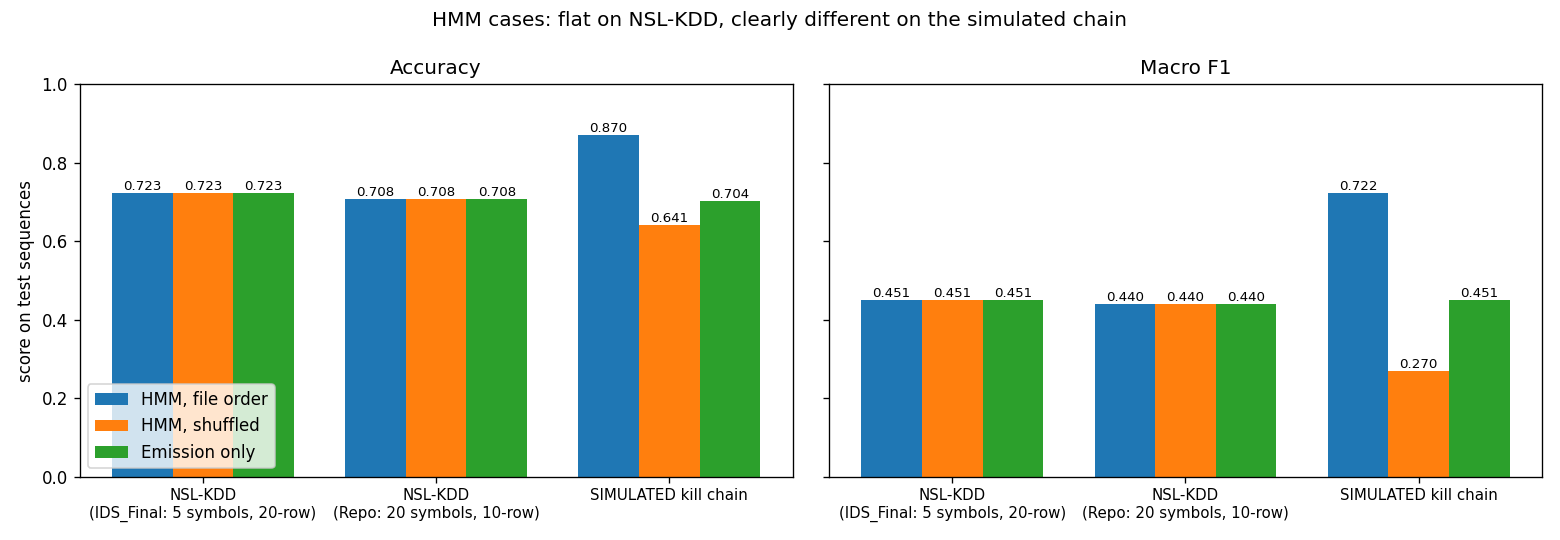 HMM cases: flat on NSL-KDD, clearly different on the simulated chain
Accuracy
score on test sequences
1.0
0.8
0.6
0.4
0.2
0.0
0.723
0.723
0.723
0.708
0.708
0.708
0.870
0.641
0.704
HMM, file order
HMM, shuffled
Emission only
NSL-KDD
(IDS_Final: 5 symbols, 20-row)
NSL-KDD
(Repo: 20 symbols, 10-row)
SIMULATED kill chain
Macro F1
0.451
0.451
0.451
0.440
0.440
0.440
0.722
0.270
0.451
NSL-KDD
(IDS_Final: 5 symbols, 20-row)
NSL-KDD
(Repo: 20 symbols, 10-row)
SIMULATED kill chain